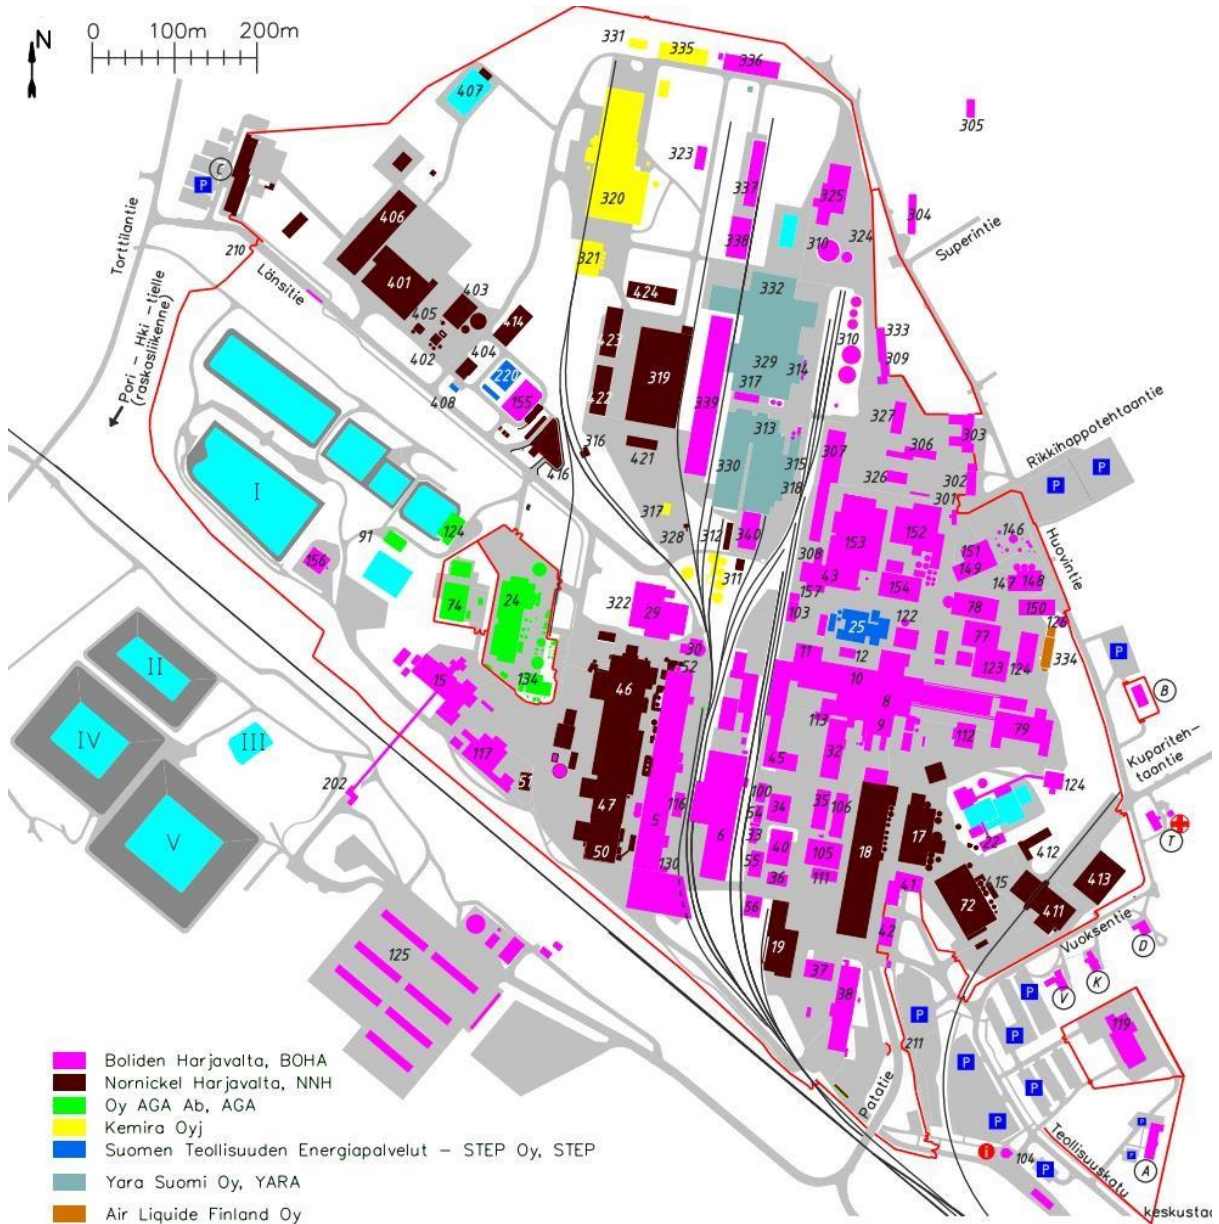 0 100m 200m
N
331
335
336
407
305
323
337
325
320
304
C
P
406
338
310
324
Superintie
210
Torttilantie
Länsitie
321
401
403
424
332
405
414
423
310
333
402
404
329
314
309
Pori - Hki -tielle
(raskasliikenne)
220
319
317
408
155
422
339
327
303
316
313
306
Rikkihappotehtaantie
416
421
307
315
P
P
I
330
326
302
318
301
317
124
91
328
312
340
152
146
Huovintie
308
153
151
156
311
149
43
147
148
24
74
322
29
157
154
103
122
78
150
25
126
77
II
30
11
12
334
P
134
52
123
124
15
46
10
B
8
IV
III
113
9
79
117
32
112
Kupariteh-
taantie
45
202
51
124
47
116
100
V
5
54
34
35
106
6
33
17
22
T
18
412
50
40
105
130
55
413
36
111
41
415
72
411
56
Vuoksentie
125
19
42
D
37
K
38
V
P
P
119
211
P
P
Patatie
P
P
Teollisuuskatu
P
P
A
i
104
P
keskusta
Boliden Harjavalta, BOHA
Nornickel Harjavalta, NNH
Oy AGA Ab, AGA
Kemira Oyj
Suomen Teollisuuden Energiapalvelut - STEP Oy, STEP
Yara Suomi Oy, YARA
Air Liquide Finland Oy